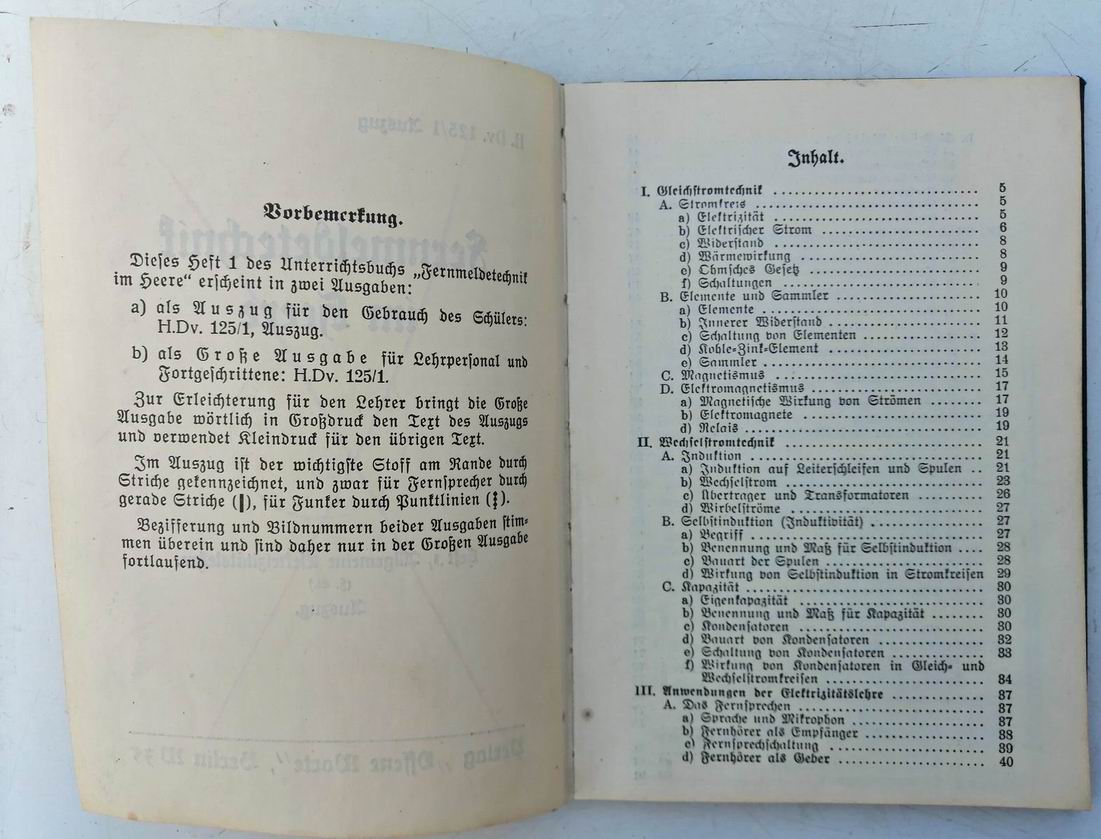 Vorbemerkung.
Dieses Heft 1 des Unterrichtsbuchs „Fernmeldetechnik
im Heere“ erscheint in zwei Ausgaben:
a) als Auszug für den Gebrauch des Schülers:
H.Dv. 125/1, Auszug.
b) als Große Ausgabe für Lehrpersonal und
Fortgeschrittene: H.Dv. 125/1.
Zur Erleichterung für den Lehrer bringt die Große
Ausgabe wörtlich in Großdruck den Text des Auszugs
und verwendet Kleindruck für den übrigen Text.
Im Auszug ist der wichtigste Stoff am Rande durch
Striche gekennzeichnet, und zwar für Fernsprecher durch
gerade Striche (|), für Funker durch Punktlinien (⁞).
Bezifferung und Bildnummern beider Ausgaben stim-
men überein und sind daher nur in der Großen Ausgabe
fortlaufend.
Inhalt.
I. Gleichstromtechnik 5
A. Stromkreis 5
a) Elektrizität 5
b) Elektrischer Strom 6
c) Widerstand 8
d) Wärmewirkung 8
e) Ohmsches Gesetz 9
f) Schaltungen 9
B. Elemente und Sammler 10
a) Elemente 10
b) Innerer Widerstand 11
c) Schaltung von Elementen 12
d) Kohle-Zink-Element 13
e) Sammler 14
C. Magnetismus 15
D. Elektromagnetismus 17
a) Magnetische Wirkung von Strömen 17
b) Elektromagnete 19
d) Relais 19
II. Wechselstromtechnik 21
A. Induktion 21
a) Induktion auf Leiterschleifen und Spulen 21
b) Wechselstrom 23
c) Übertrager und Transformatoren 26
d) Wirbelströme 27
B. Selbstinduktion (Induktivität) 27
a) Begriff 27
b) Benennung und Maß für Selbstinduktion 28
c) Bauart der Spulen 28
d) Wirkung von Selbstinduktion in Stromkreisen 29
C. Kapazität 30
a) Eigenkapazität 30
b) Benennung und Maß für Kapazität 30
c) Kondensatoren 30
d) Bauart von Kondensatoren 32
e) Schaltung von Kondensatoren 33
f) Wirkung von Kondensatoren in Gleich- und
Wechselstromkreisen 34
III. Anwendungen der Elektrizitätslehre 37
A. Das Fernsprechen 37
a) Sprache und Mikrophon 37
b) Fernhörer als Empfänger 38
c) Fernsprechschaltung 39
d) Fernhörer als Geber 40